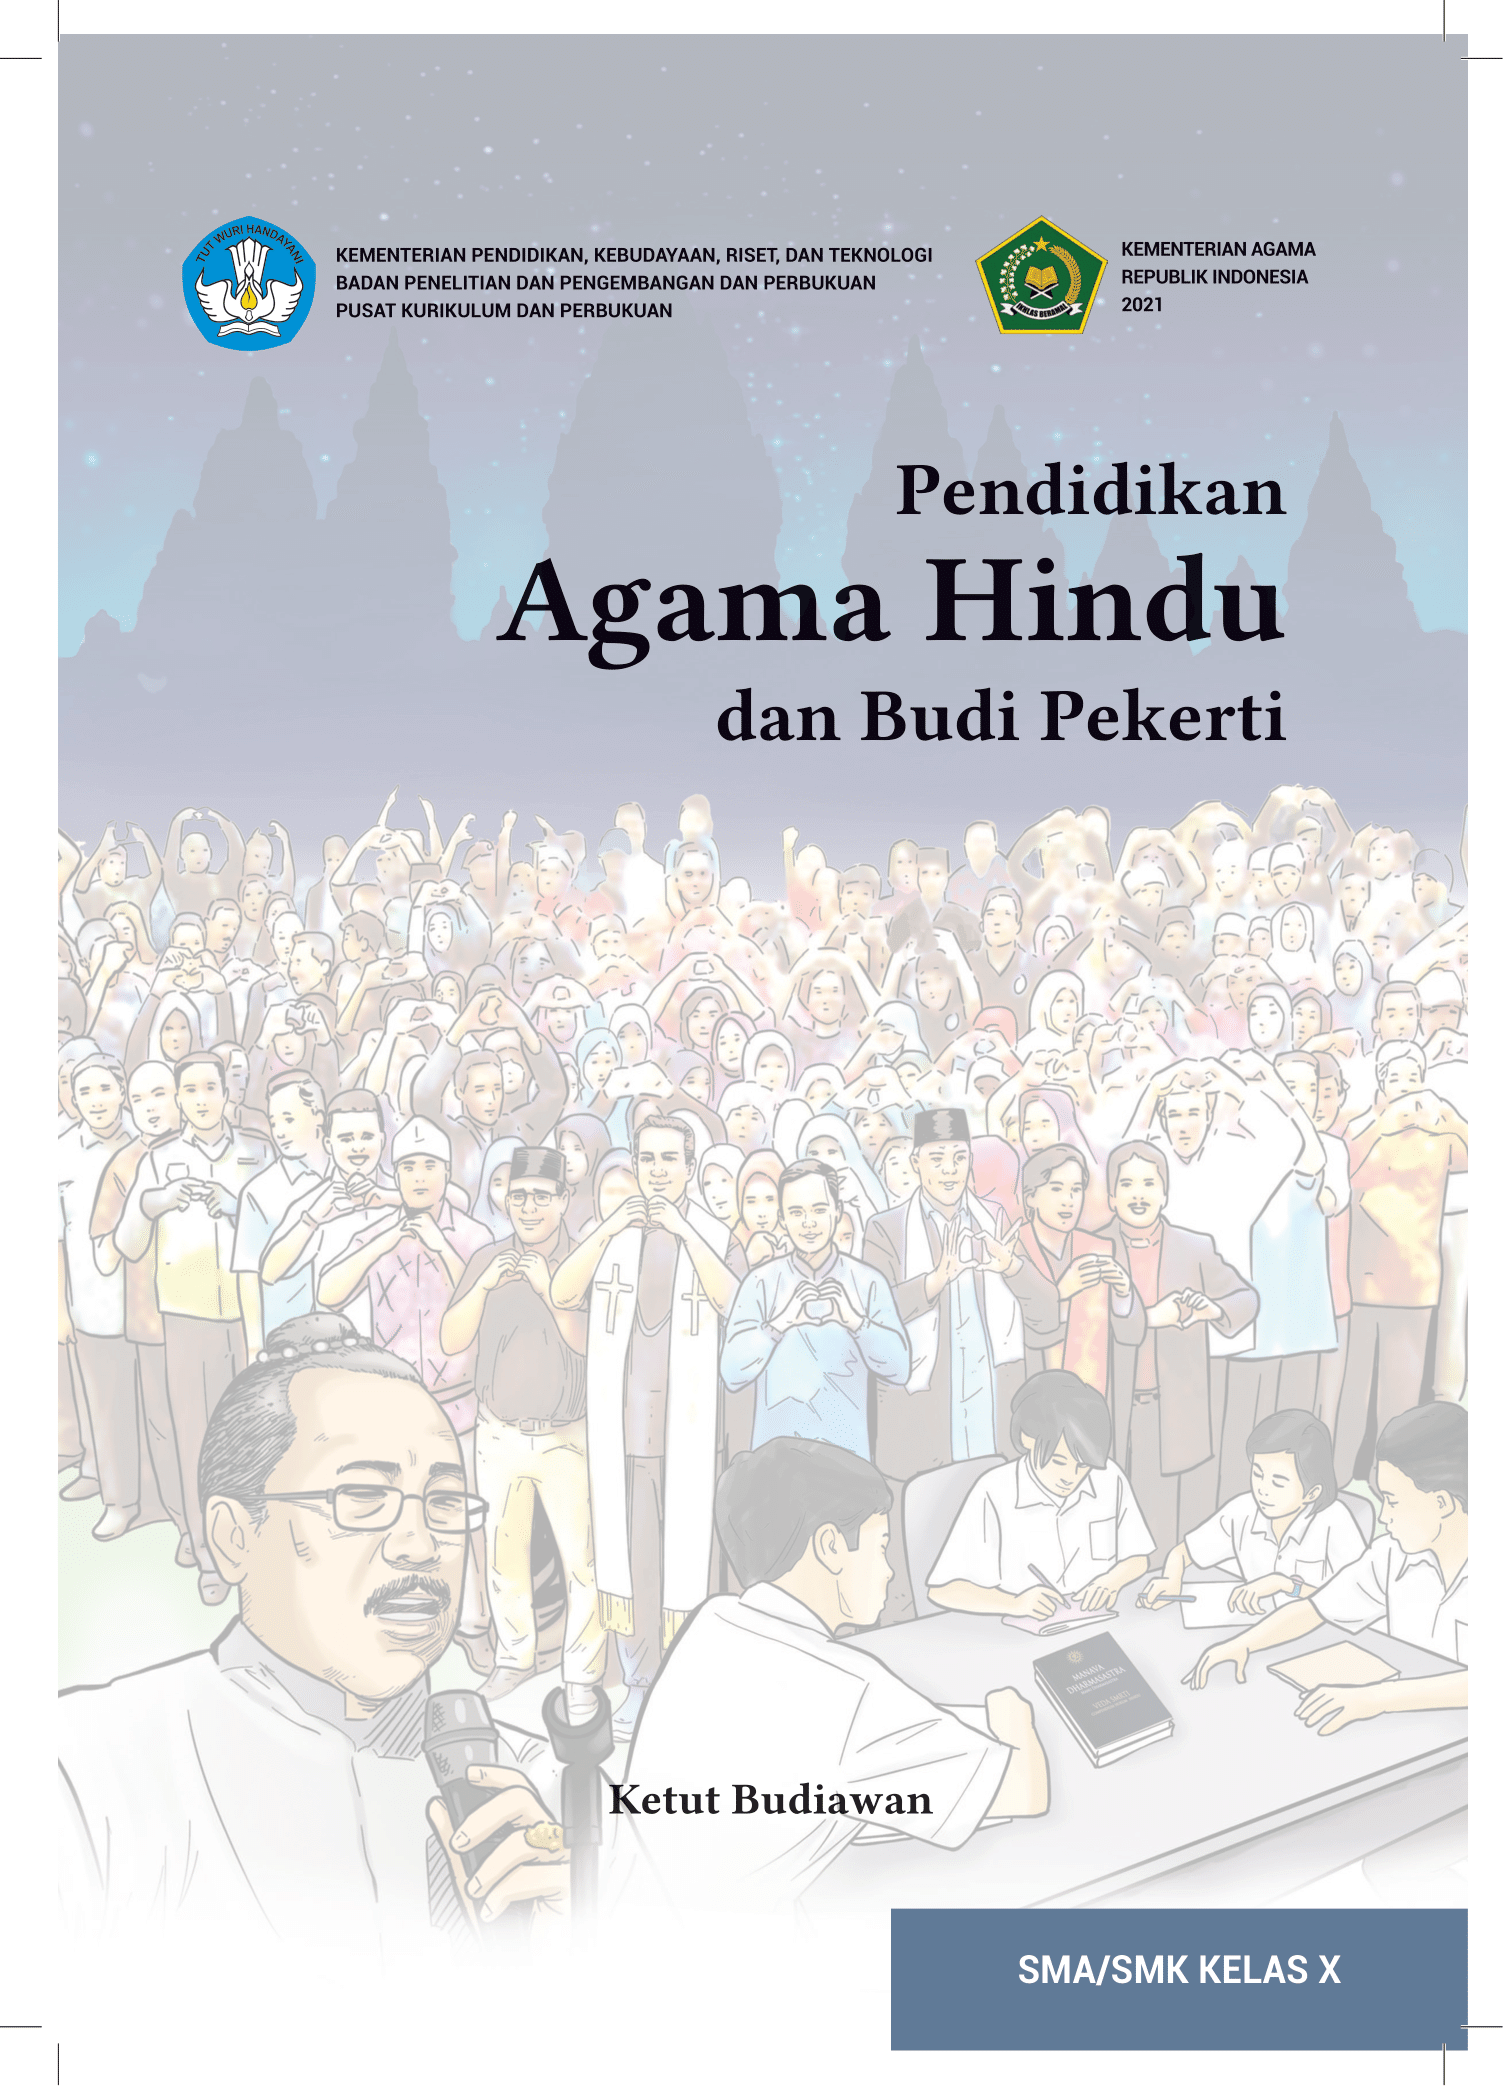 TUT WURI HANDAYANI
KEMENTERIAN PENDIDIKAN, KEBUDAYAAN, RISET, DAN TEKNOLOGI
BADAN PENELITIAN DAN PENGEMBANGAN DAN PERBUKUAN
PUSAT KURIKULUM DAN PERBUKUAN
IKHLAS BERAMAL
KEMENTERIAN AGAMA
REPUBLIK INDONESIA
2021
Pendidikan
Agama Hindu
dan Budi Pekerti
MANAVA
DHARMASASTRA
Ketut Budiawan
SMA/SMK KELAS X